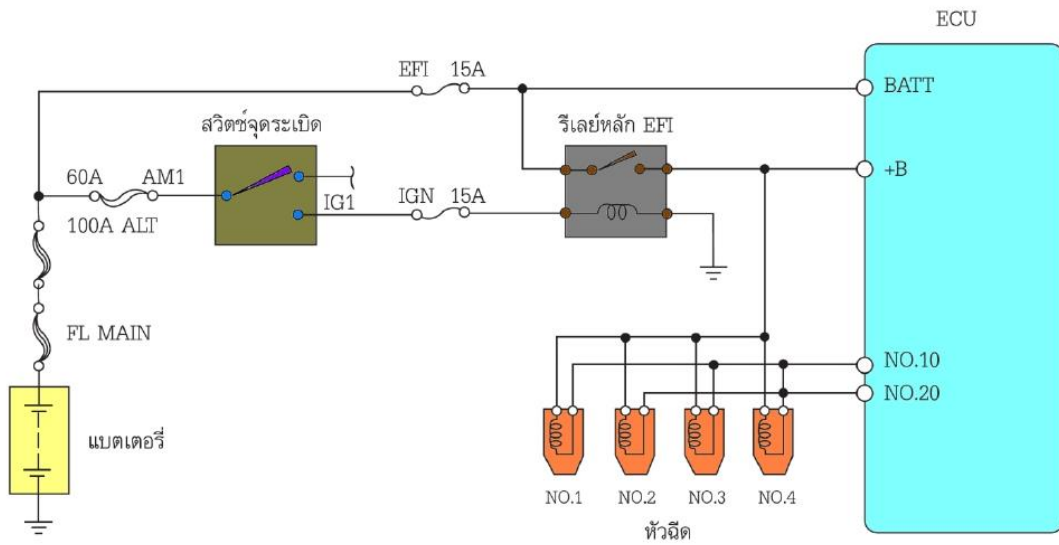 ECU
EFI 15A
BATT
สวิตช์จุดระเบิด
รีเลย์หลัก EFI
60A AM1
+B
IG1
IGN 15A
100A ALT
FL MAIN
NO.10
NO.20
แบตเตอรี่
NO.1 NO.2 NO.3 NO.4
หัวฉีด